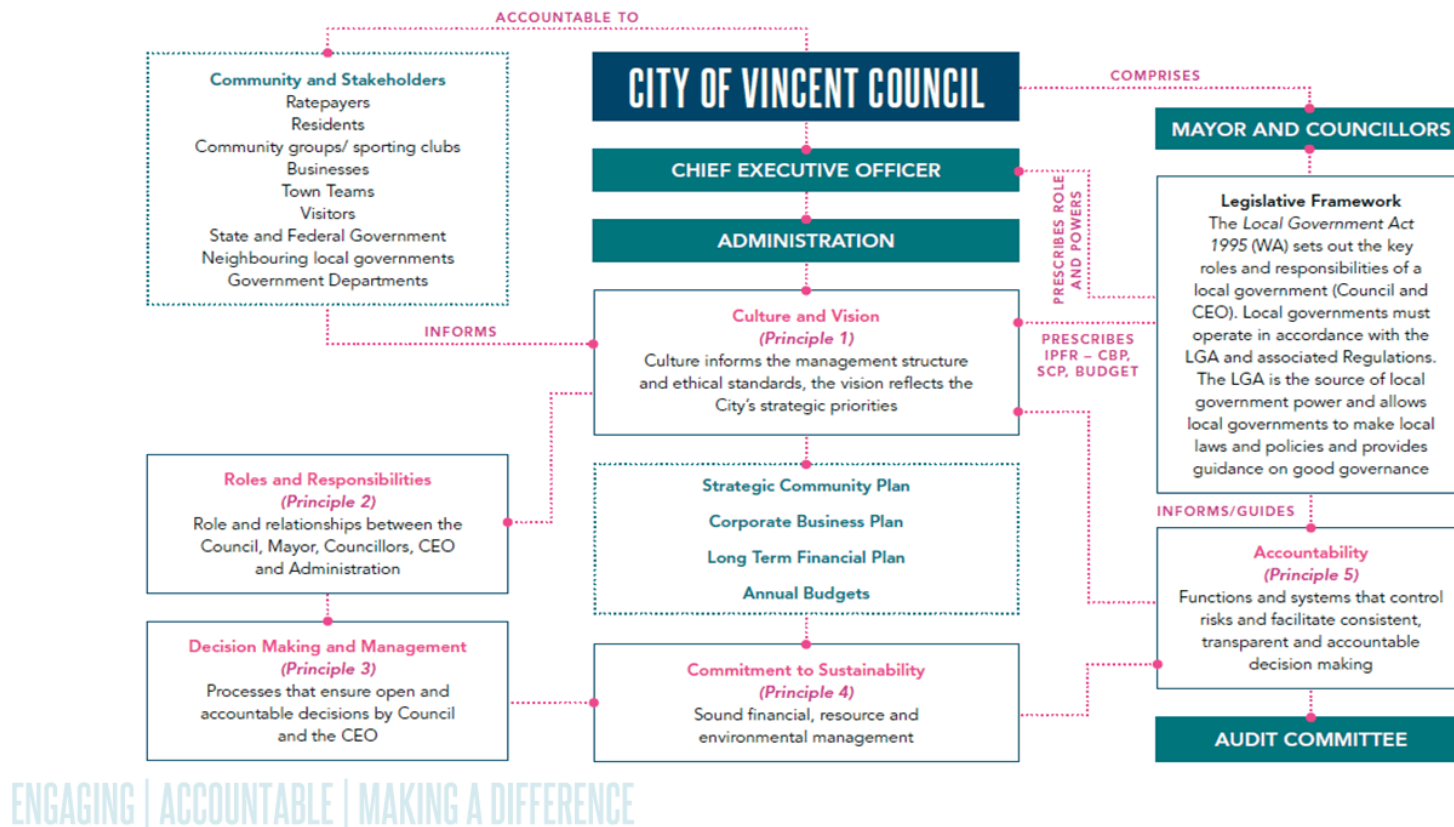 ACCOUNTABLE TO
Community and Stakeholders
Ratepayers
Residents
Community groups/ sporting clubs
Businesses
Town Teams
Visitors
State and Federal Government
Neighbouring local governments
Government Departments
CITY OF VINCENT COUNCIL
COMPRISES
MAYOR AND COUNCILLORS
CHIEF EXECUTIVE OFFICER
ADMINISTRATION
PRESCRIBES ROLE
AND POWERS
Legislative Framework
The Local Government Act
1995 (WA) sets out the key
roles and responsibilities of a
local government (Council and
CEO). Local governments must
operate in accordance with the
LGA and associated Regulations.
The LGA is the source of local
government power and allows
local governments to make local
laws and policies and provides
guidance on good governance
INFORMS
Culture and Vision
(Principle 1)
Culture informs the management structure
and ethical standards, the vision reflects the
City's strategic priorities
PRESCRIBES
IPFR – CBP,
SCP, BUDGET
Roles and Responsibilities
(Principle 2)
Role and relationships between the
Council, Mayor, Councillors, CEO
and Administration
Strategic Community Plan
Corporate Business Plan
Long Term Financial Plan
Annual Budgets
INFORMS/GUIDES
Accountability
(Principle 5)
Functions and systems that control
risks and facilitate consistent,
transparent and accountable
decision making
Decision Making and Management
(Principle 3)
Processes that ensure open and
accountable decisions by Council
and the CEO
Commitment to Sustainability
(Principle 4)
Sound financial, resource and
environmental management
AUDIT COMMITTEE
ENGAGING | ACCOUNTABLE | MAKING A DIFFERENCE